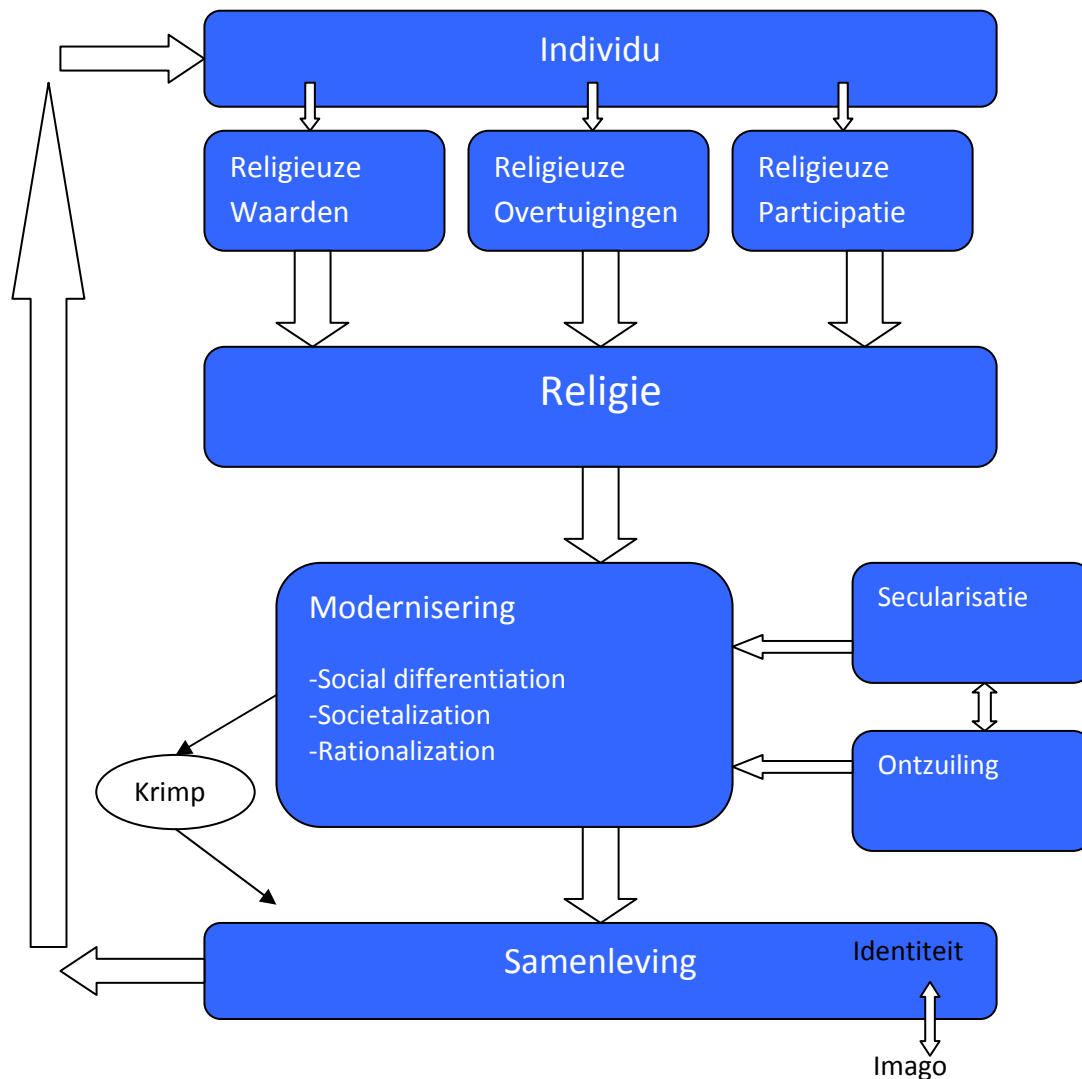 Individu
Religieuze
Waarden
Religieuze
Overtuigingen
Religieuze
Participatie
Religie
Modernisering
-Social differentiation
-Societalization
-Rationalization
Secularisatie
Ontzuiling
Krimp
Samenleving
Identiteit
Imago